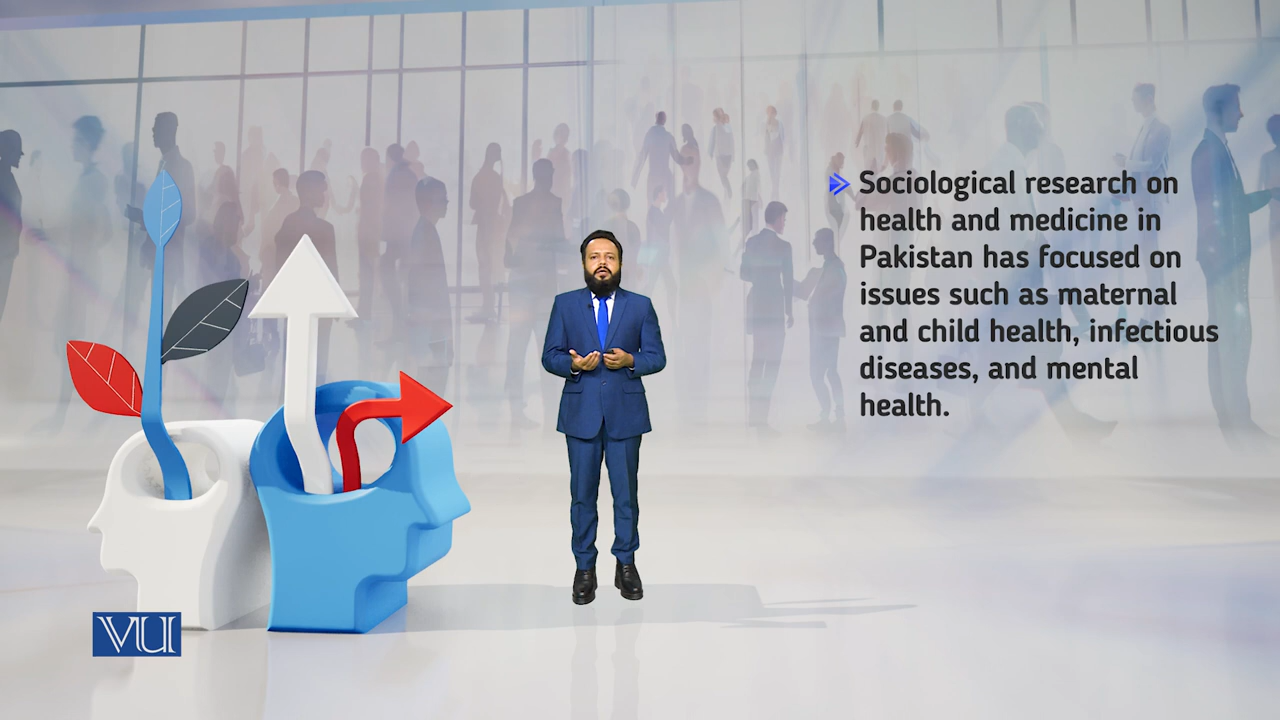 Sociological research on
health and medicine in
Pakistan has focused on
issues such as maternal
and child health, infectious
diseases, and mental
health.
VU